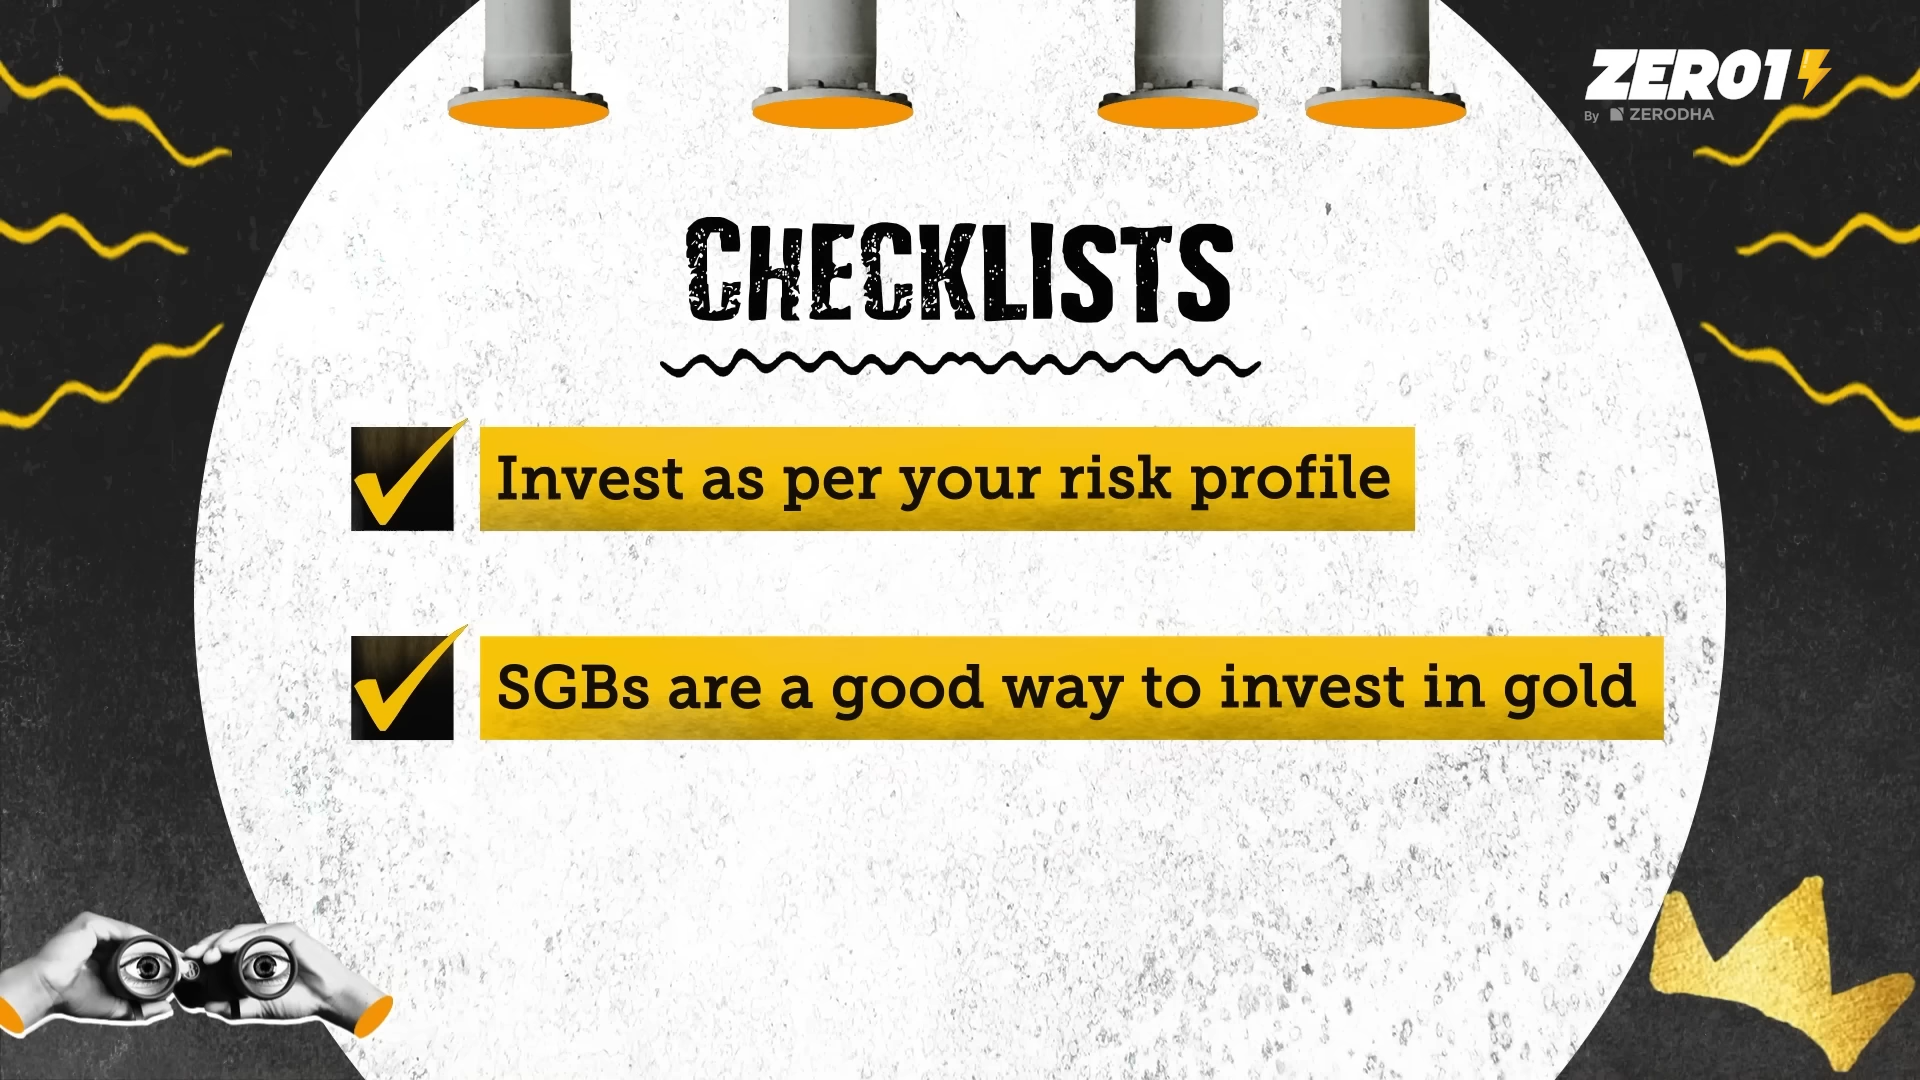 ZERO1
By ZERODHA
CHECKLISTS
Invest as per your risk profile
SGBs are a good way to invest in gold